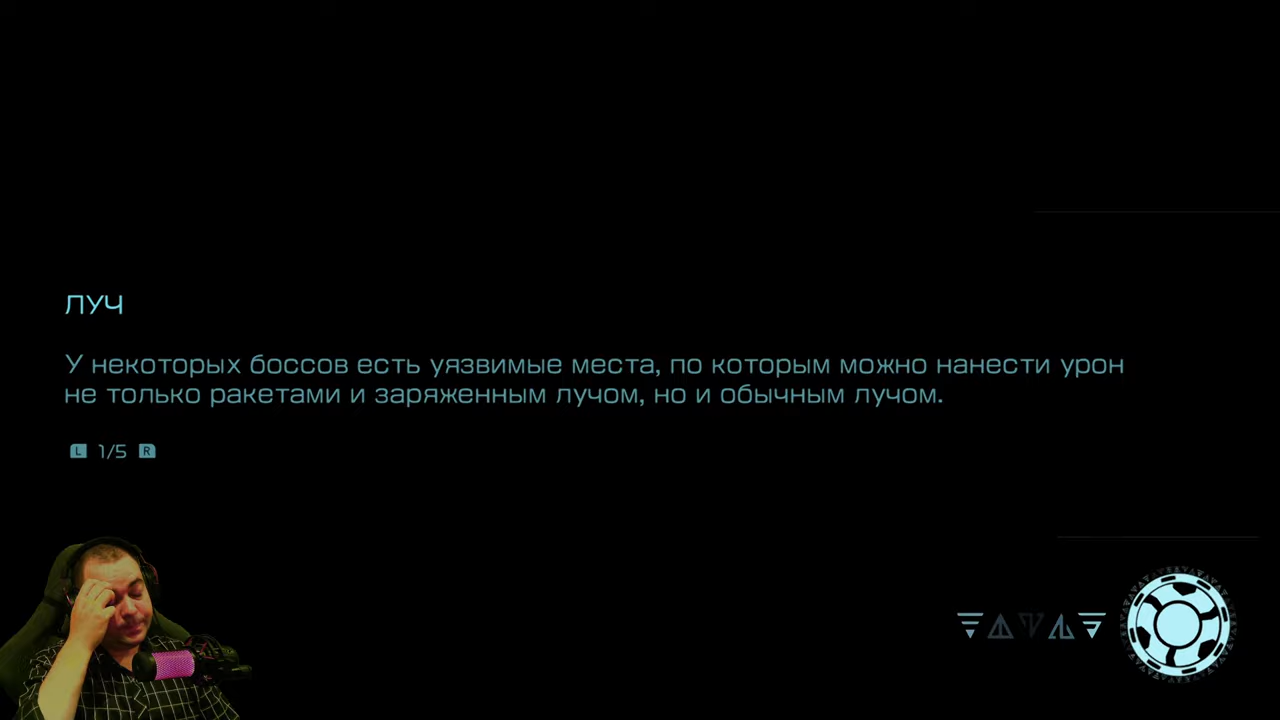 ЛУЧ
У некоторых боссов есть уязвимые места, по которым можно нанести урон
не только ракетами и заряженным лучом, но и обычным лучом.
L 1/5 R